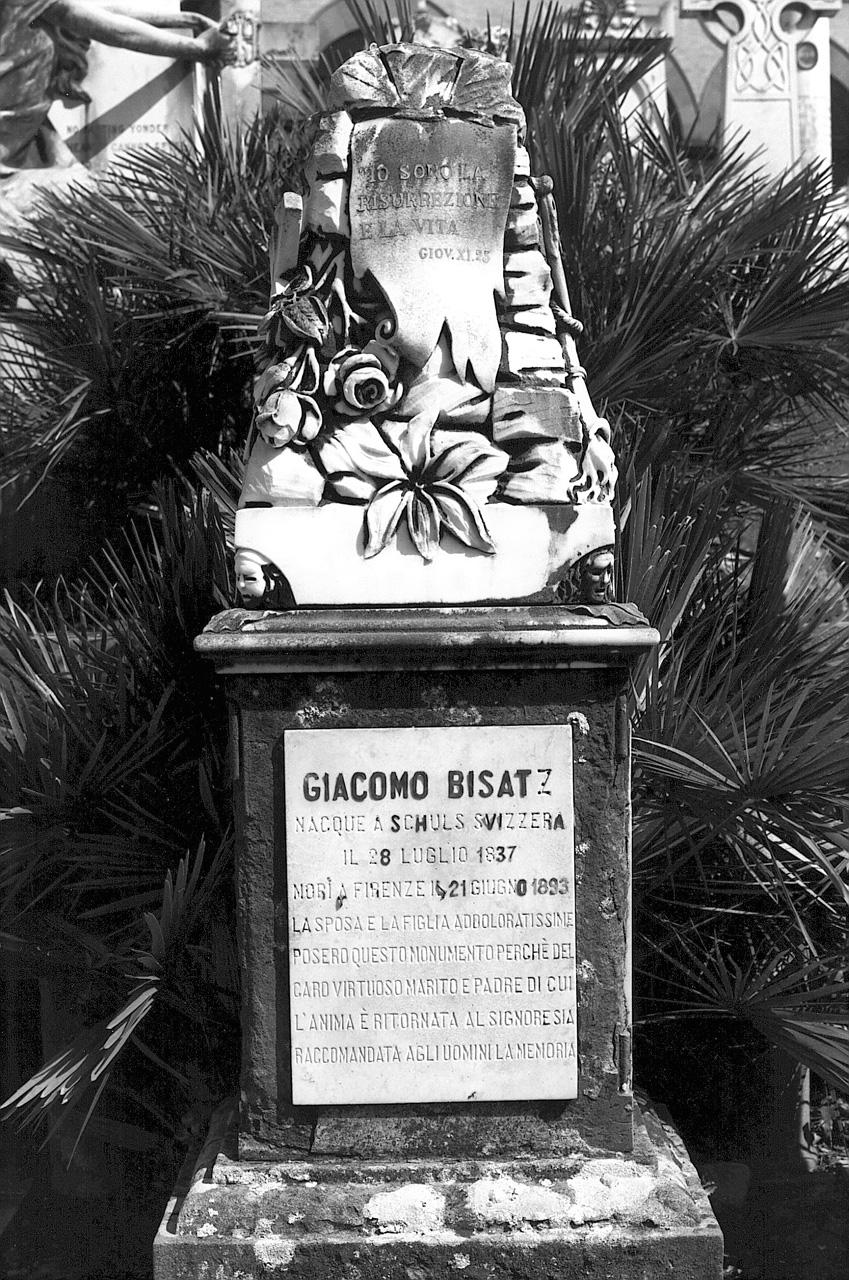 IO SONO LA
RISURREZIONE
E LA VITA
GIOV. XI. 25
GIACOMO BISATZ
NACQUE A SCHULS SVIZZERA
IL 28 LUGLIO 1837
MORÌ A FIRENZE IL 21 GIUGNO 1893
LA SPOSA E LA FIGLIA ADDOLORATISSIME
POSERO QUESTO MONUMENTO PERCHÈ DEL
CARO VIRTUOSO MARITO E PADRE DI CUI
L'ANIMA È RITORNATA AL SIGNORE SIA
RACCOMANDATA AGLI UOMINI LA MEMORIA